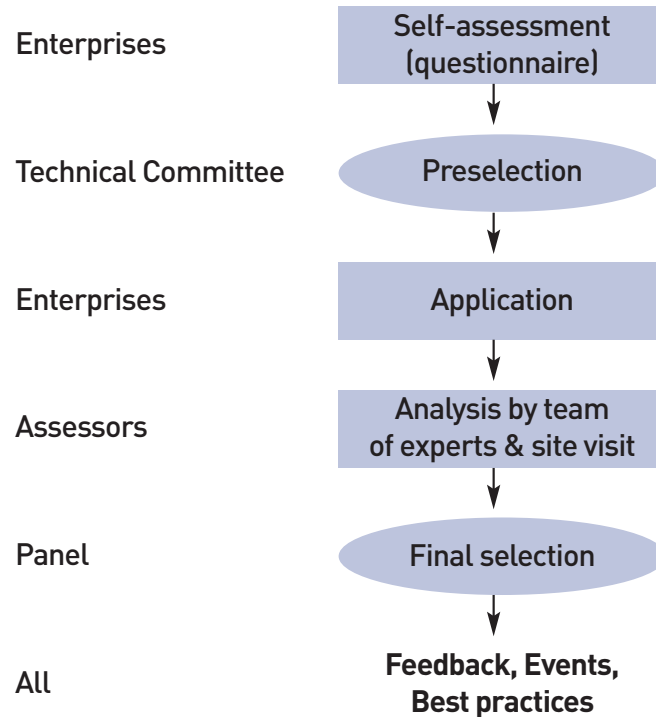 Enterprises
Self-assessment
(questionnaire)
Technical Committee
Preselection
Enterprises
Application
Assessors
Analysis by team
of experts & site visit
Panel
Final selection
All
Feedback, Events,
Best practices